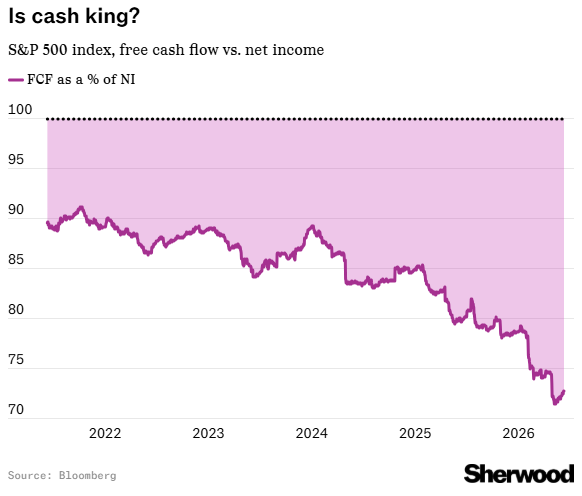 Is cash king?
S&P 500 index, free cash flow vs. net income
FCF as a % of NI
100
95
90
85
80
75
70
2022 2023 2024 2025 2026
Source: Bloomberg
Sherwood